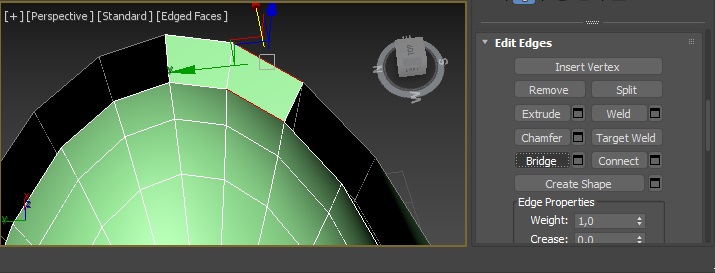 [+] [Perspective] [Standard] [Edged Faces]
Edit Edges
Insert Vertex
Remove Split
Extrude Weld
Chamfer Target Weld
Bridge Connect
Create Shape
Edge Properties
Weight: 1,0
Crease: 0,0